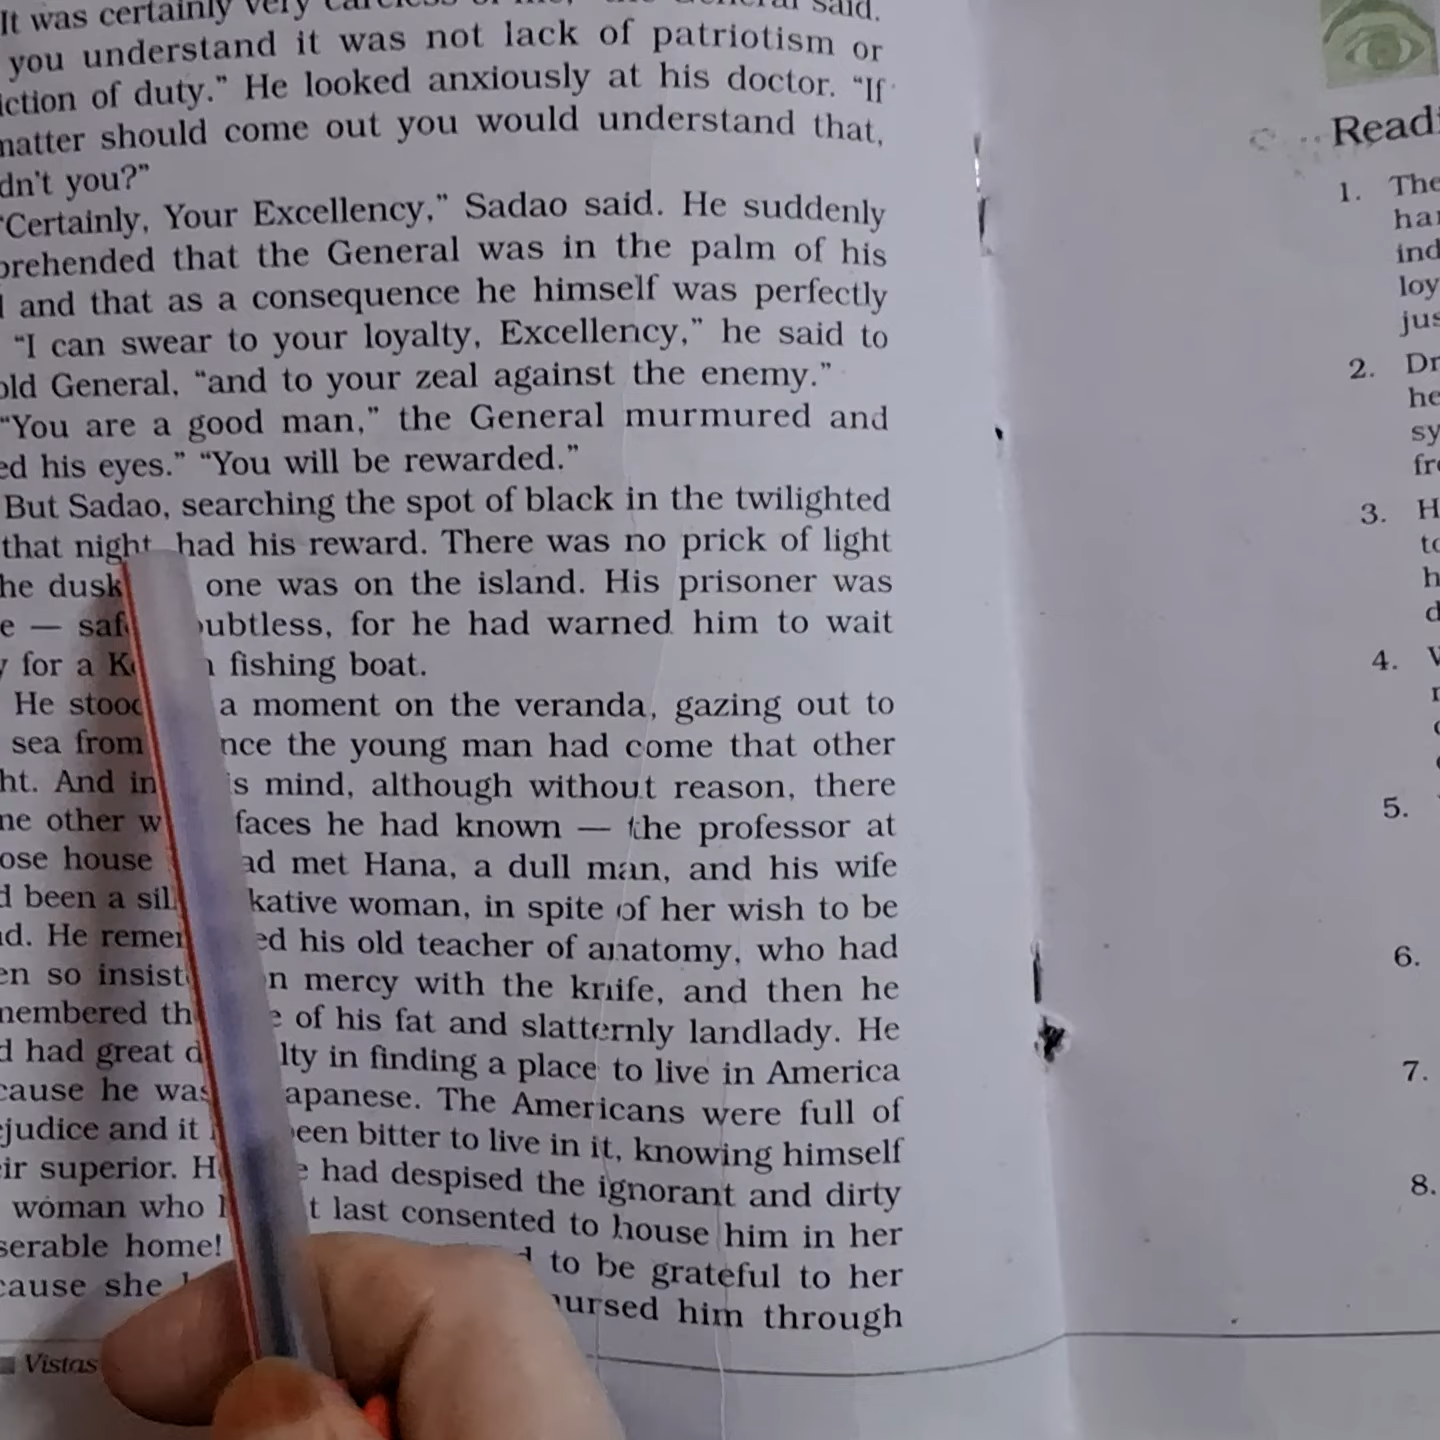 It was certainly very careless of me," the General said.
you understand it was not lack of patriotism or
iction of duty." He looked anxiously at his doctor. "If
matter should come out you would understand that,
dn't you?"
"Certainly, Your Excellency," Sadao said. He suddenly
prehended that the General was in the palm of his
and that as a consequence he himself was perfectly
"I can swear to your loyalty, Excellency," he said to
old General, "and to your zeal against the enemy."
"You are a good man," the General murmured and
ed his eyes." "You will be rewarded."
But Sadao, searching the spot of black in the twilighted
that night, had his reward. There was no prick of light
he dusk one was on the island. His prisoner was
e — saf oubtless, for he had warned him to wait
for a K n fishing boat.
He stood a moment on the veranda, gazing out to
sea from nce the young man had come that other
ht. And in is mind, although without reason, there
me other w faces he had known — the professor at
ose house ad met Hana, a dull man, and his wife
d been a sil kative woman, in spite of her wish to be
nd. He remem ed his old teacher of anatomy, who had
en so insist n mercy with the knife, and then he
membered th e of his fat and slatternly landlady. He
d had great d lty in finding a place to live in America
cause he was apanese. The Americans were full of
ejudice and it een bitter to live in it, knowing himself
eir superior. H e had despised the ignorant and dirty
woman who t last consented to house him in her
serable home! to be grateful to her
cause she nursed him through
Vistas
Readi
1. The
har
ind
loy
jus
2. Dr
he
sy
fr
3. H
to
h
d
4.
5.
6.
7.
8.